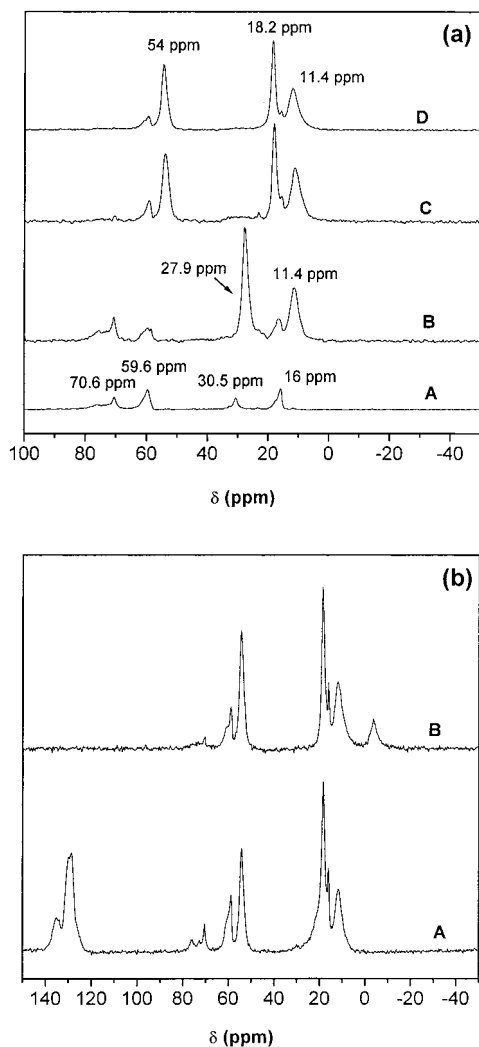 (a)
18.2 ppm
54 ppm
11.4 ppm
D
C
27.9 ppm
11.4 ppm
B
70.6 ppm
59.6 ppm
30.5 ppm
16 ppm
A
100 80 60 40 20 0 -20 -40
δ (ppm)
(b)
B
A
140 120 100 80 60 40 20 0 -20 -40
δ (ppm)